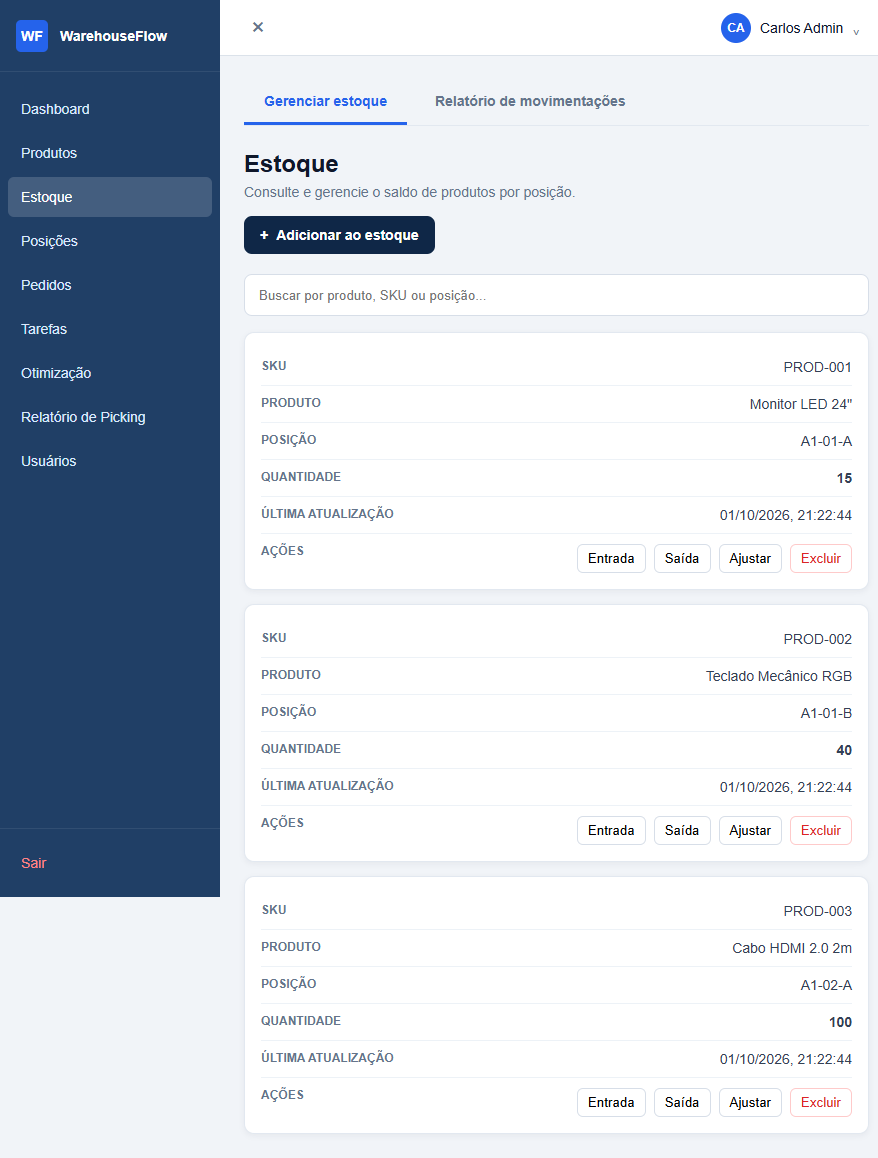 WF WarehouseFlow
Dashboard
Produtos
Estoque
Posições
Pedidos
Tarefas
Otimização
Relatório de Picking
Usuários
Sair
× CA Carlos Admin v
Gerenciar estoque Relatório de movimentações
Estoque
Consulte e gerencie o saldo de produtos por posição.
+ Adicionar ao estoque
Buscar por produto, SKU ou posição...
SKU PROD-001
PRODUTO Monitor LED 24"
POSIÇÃO A1-01-A
QUANTIDADE 15
ÚLTIMA ATUALIZAÇÃO 01/10/2026, 21:22:44
AÇÕES Entrada Saída Ajustar Excluir
SKU PROD-002
PRODUTO Teclado Mecânico RGB
POSIÇÃO A1-01-B
QUANTIDADE 40
ÚLTIMA ATUALIZAÇÃO 01/10/2026, 21:22:44
AÇÕES Entrada Saída Ajustar Excluir
SKU PROD-003
PRODUTO Cabo HDMI 2.0 2m
POSIÇÃO A1-02-A
QUANTIDADE 100
ÚLTIMA ATUALIZAÇÃO 01/10/2026, 21:22:44
AÇÕES Entrada Saída Ajustar Excluir